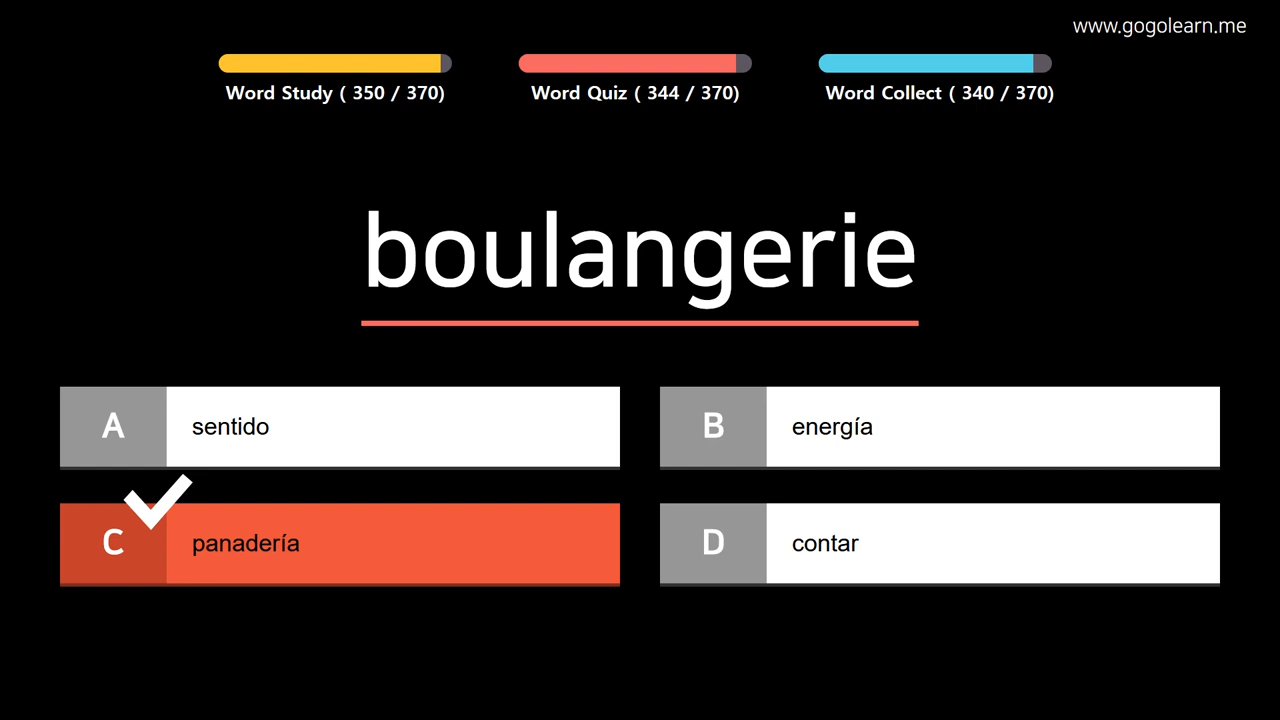 www.gogolearn.me
Word Study ( 350 / 370)
Word Quiz ( 344 / 370)
Word Collect ( 340 / 370)
boulangerie
A sentido
B energía
C panadería
D contar